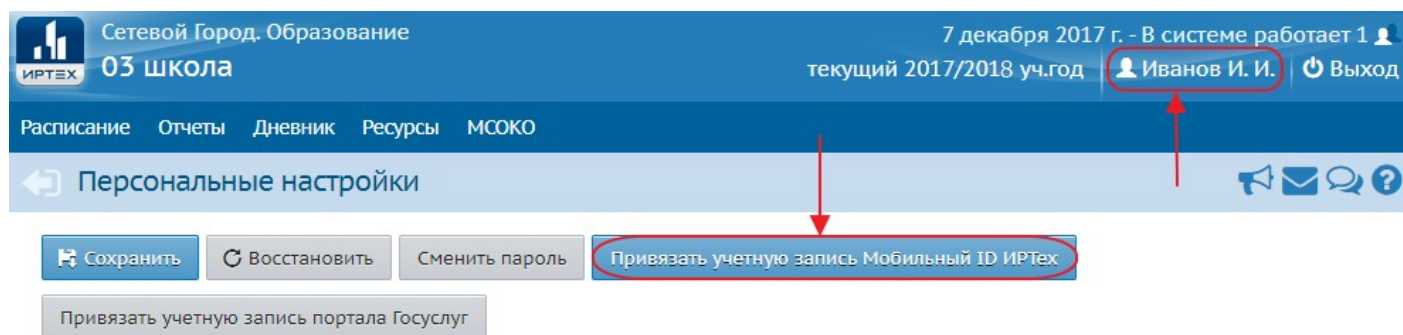 Сетевой Город. Образование
7 декабря 2017 г. - В системе работает 1
ИРТЕХ
03 школа
текущий 2017/2018 уч.год
Иванов И. И.
Выход
Расписание Отчеты Дневник Ресурсы МСОКО
Персональные настройки
Сохранить
Восстановить
Сменить пароль
Привязать учетную запись Мобильный ID ИРТех
Привязать учетную запись портала Госуслуг